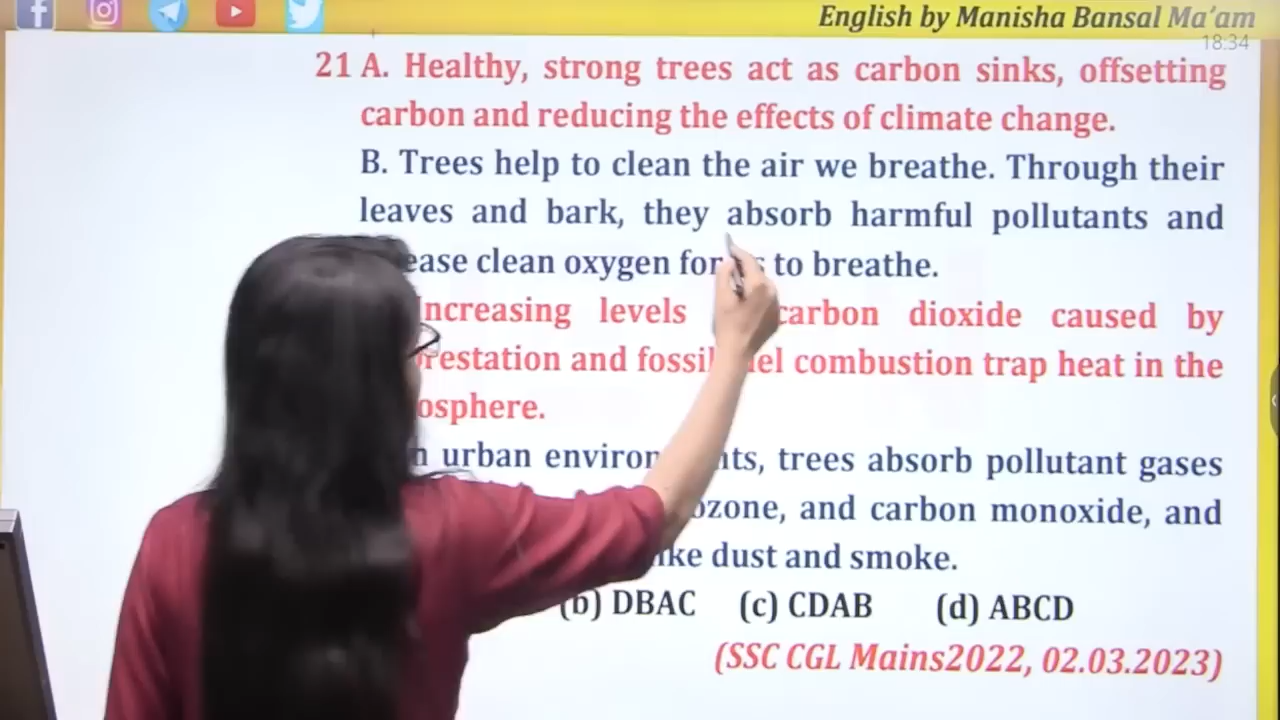 English by Manisha Bansal Ma'am
18:34
21 A. Healthy, strong trees act as carbon sinks, offsetting
carbon and reducing the effects of climate change.
B. Trees help to clean the air we breathe. Through their
leaves and bark, they absorb harmful pollutants and
ease clean oxygen for to breathe.
ncreasing levels carbon dioxide caused by
restation and fossil el combustion trap heat in the
osphere.
n urban environ ts, trees absorb pollutant gases
ozone, and carbon monoxide, and
ke dust and smoke.
(b) DBAC (c) CDAB (d) ABCD
(SSC CGL Mains2022, 02.03.2023)